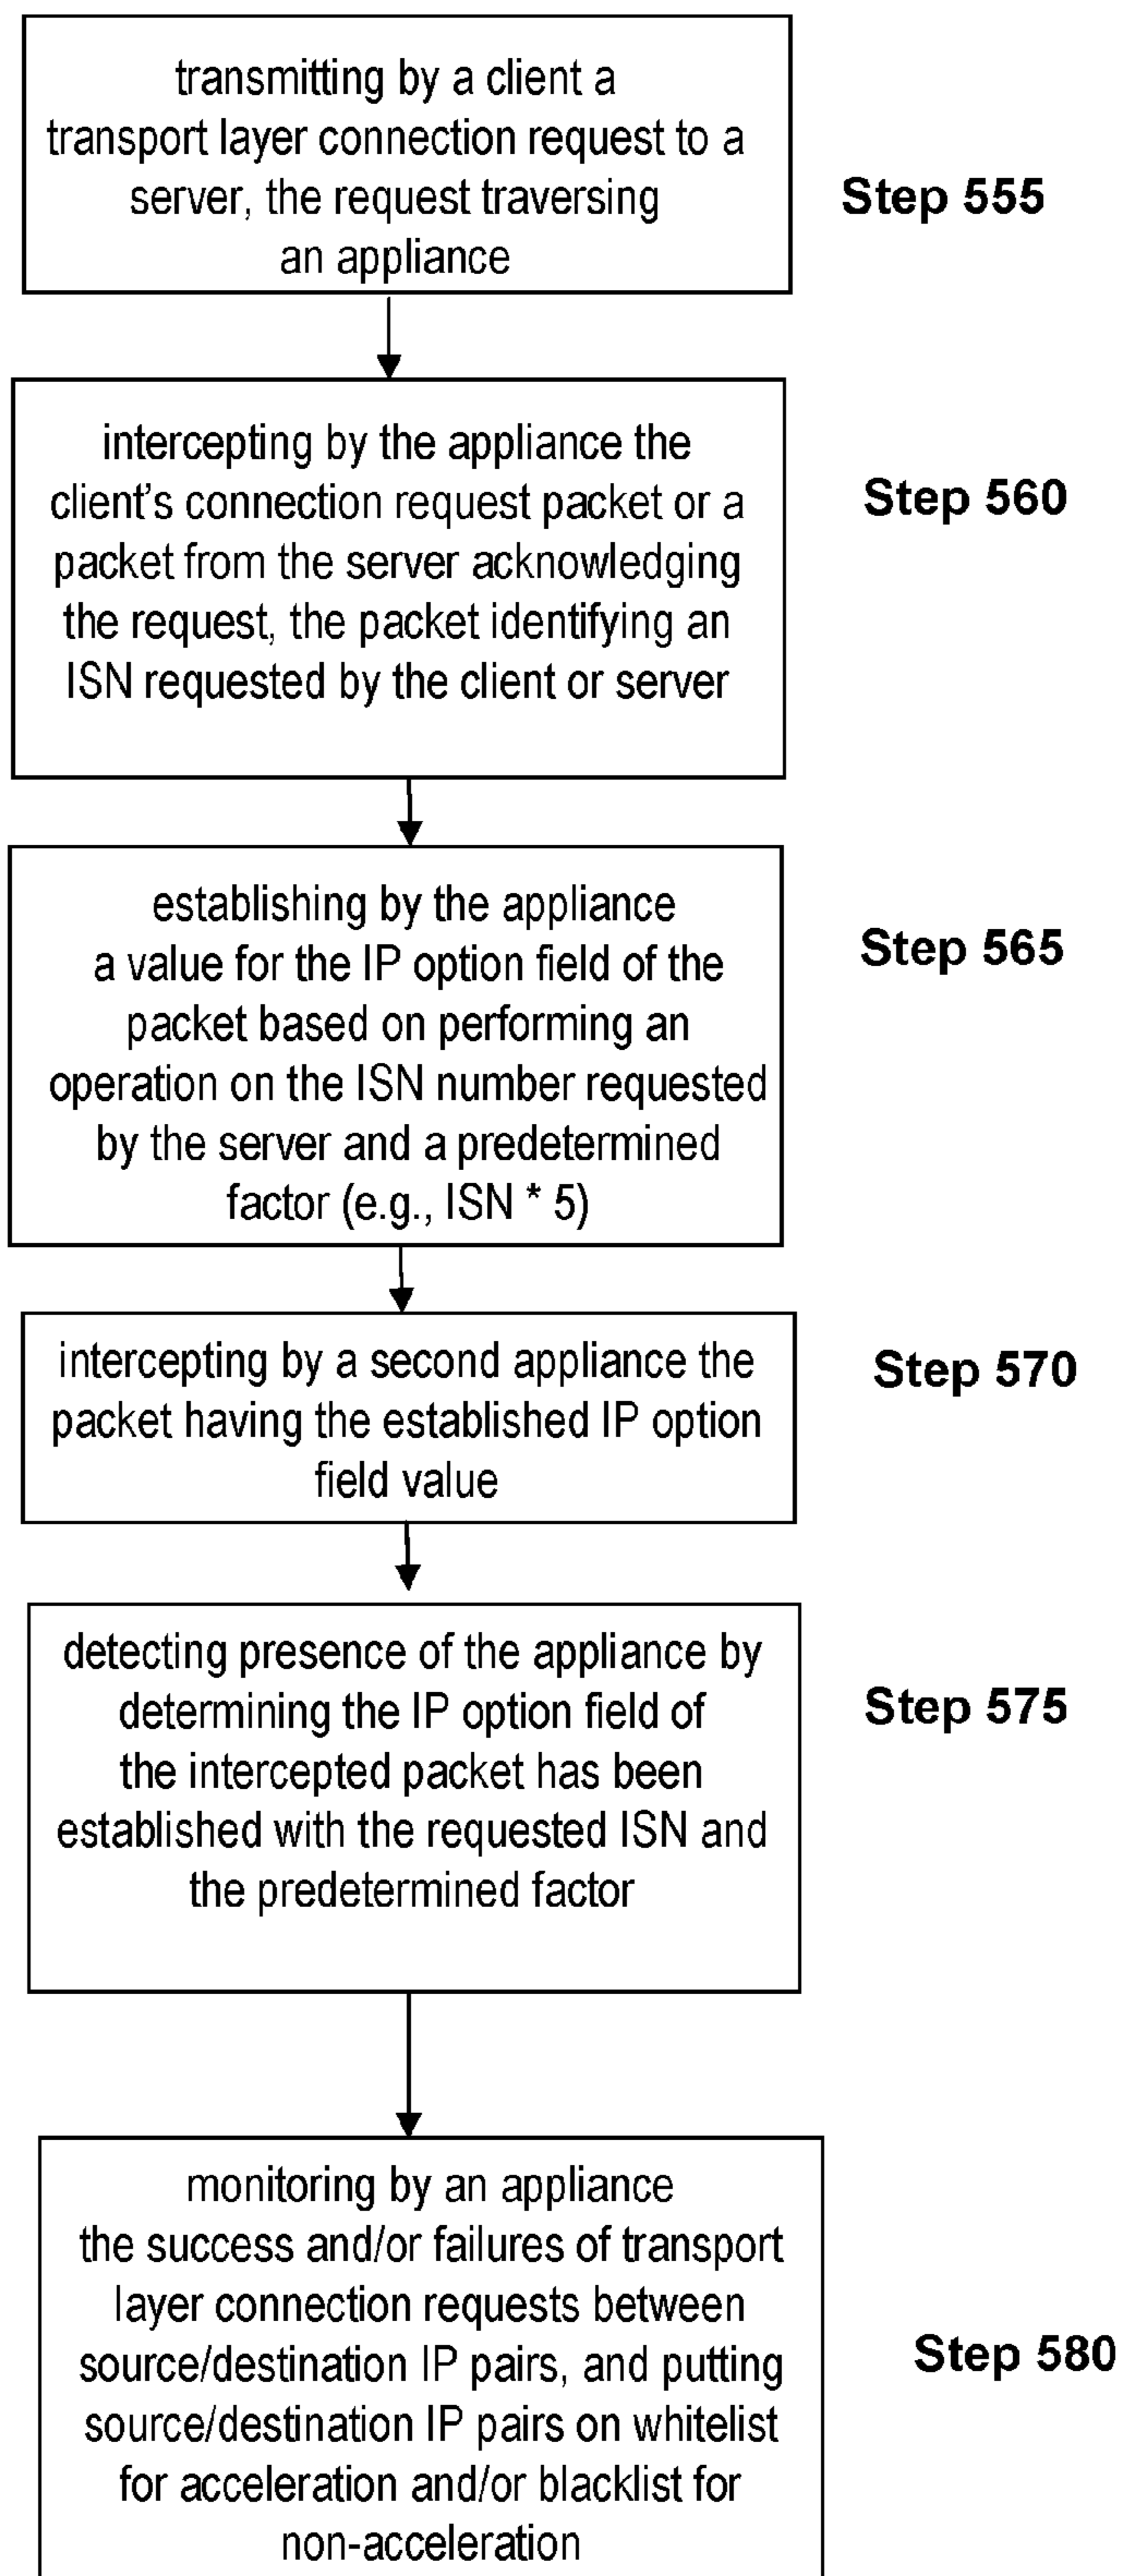 transmitting by a client a
transport layer connection request to a
server, the request traversing
an appliance
Step 555
intercepting by the appliance the
client's connection request packet or a
packet from the server acknowledging
the request, the packet identifying an
ISN requested by the client or server
Step 560
establishing by the appliance
a value for the IP option field of the
packet based on performing an
operation on the ISN number requested
by the server and a predetermined
factor (e.g., ISN * 5)
Step 565
intercepting by a second appliance the
packet having the established IP option
field value
Step 570
detecting presence of the appliance by
determining the IP option field of
the intercepted packet has been
established with the requested ISN and
the predetermined factor
Step 575
monitoring by an appliance
the success and/or failures of transport
layer connection requests between
source/destination IP pairs, and putting
source/destination IP pairs on whitelist
for acceleration and/or blacklist for
non-acceleration
Step 580